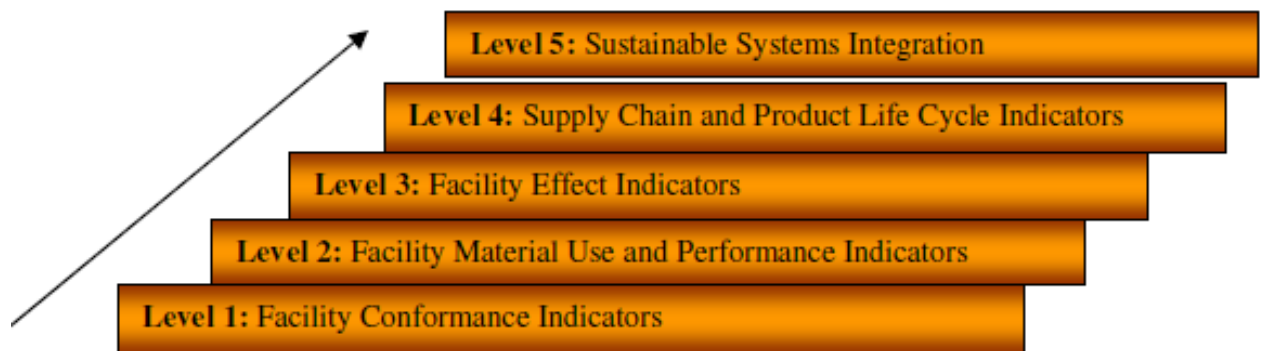 Level 5: Sustainable Systems Integration
Level 4: Supply Chain and Product Life Cycle Indicators
Level 3: Facility Effect Indicators
Level 2: Facility Material Use and Performance Indicators
Level 1: Facility Conformance Indicators